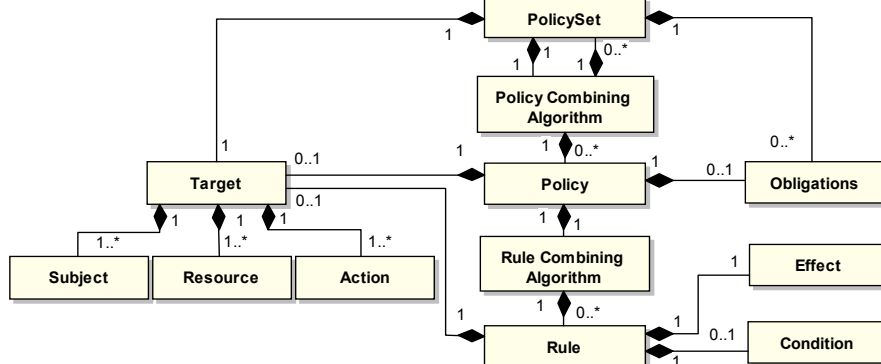 PolicySet
1
1
1
1
0..*
1
Policy Combining
Algorithm
1
0..*
1
0..*
0..1
1
1
0..1
Target
Policy
Obligations
0..1
1
1
1
1
1
1..*
1..*
1..*
Subject
Resource
Action
Rule Combining
Algorithm
1
Effect
1
0..*
1
1
0..1
Rule
Condition
1